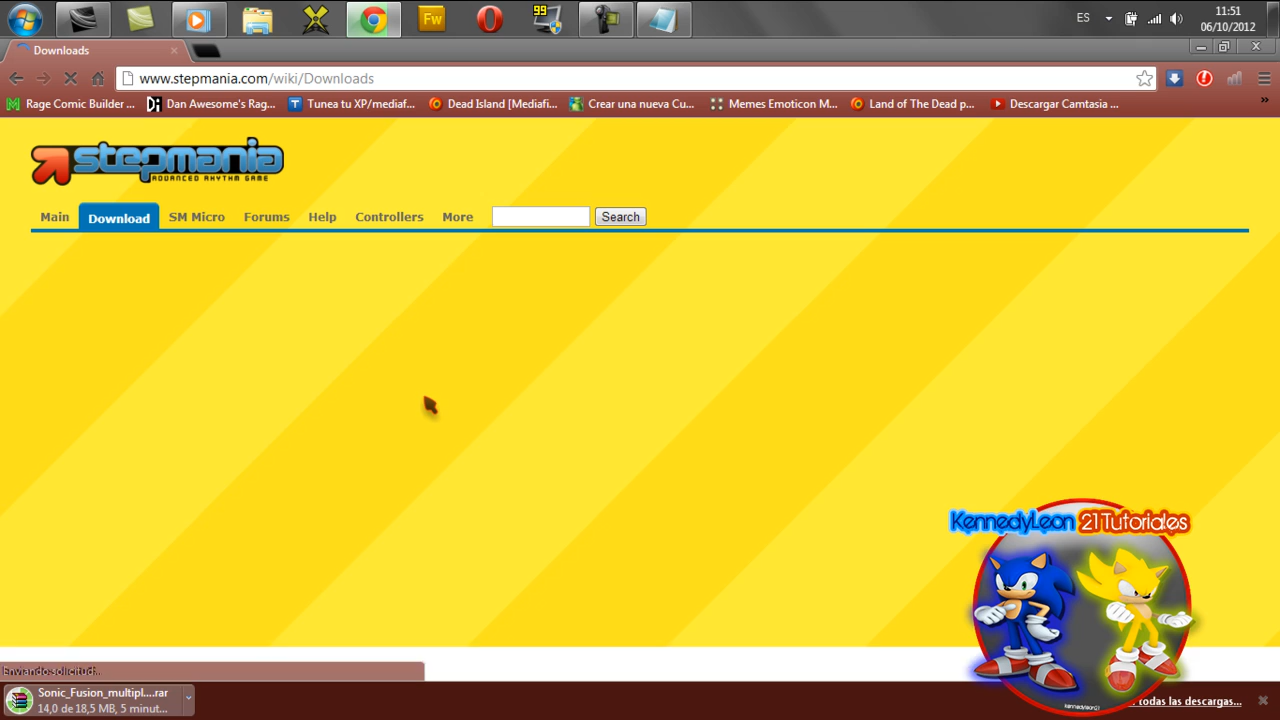 99
Fw
ES
11:51
06/10/2012
Downloads
www.stepmania.com/wiki/Downloads
Rage Comic Builder ...
Dan Awesome's Rag...
Tunea tu XP/mediaf...
Dead Island [Mediafi...
Crear una nueva Cu...
Memes Emoticon M...
Land of The Dead p...
Descargar Camtasia ...
stepmania
ADVANCED RHYTHM GAME
Main
Download
SM Micro
Forums
Help
Controllers
More
Search
KennedyLeon 21Tutoriales
kennedyleon21
Enviando solicitud...
Sonic_Fusion_multipl....rar
14,0 de 18,5 MB, 5 minut...
todas las descargas...